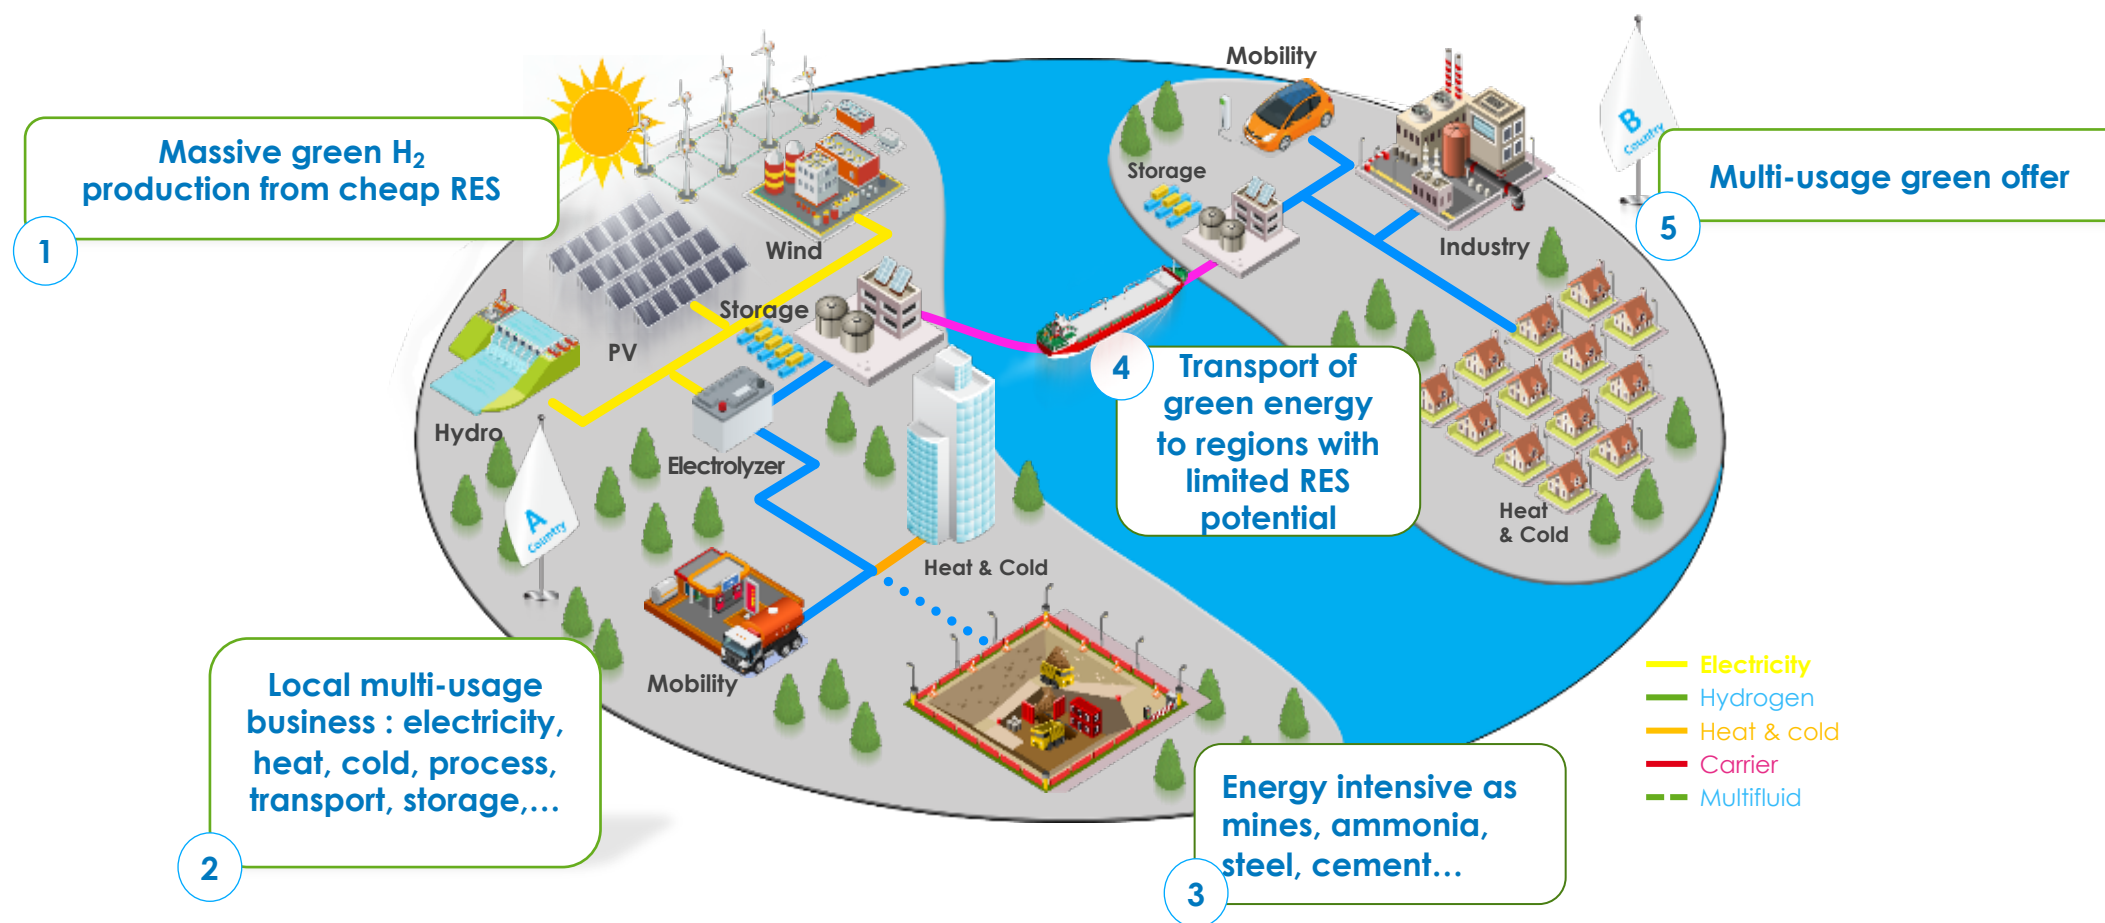 Massive green H₂
production from cheap RES
1
Wind
PV
Hydro
Storage
Electrolyzer
A
Country
Heat & Cold
Mobility
Local multi-usage
business : electricity,
heat, cold, process,
transport, storage,...
2
Energy intensive as
mines, ammonia,
steel, cement...
3
4
Transport of
green energy
to regions with
limited RES
potential
Mobility
Storage
Industry
Heat
& Cold
B
Country
Multi-usage green offer
5
Electricity
Hydrogen
Heat & cold
Carrier
Multifluid